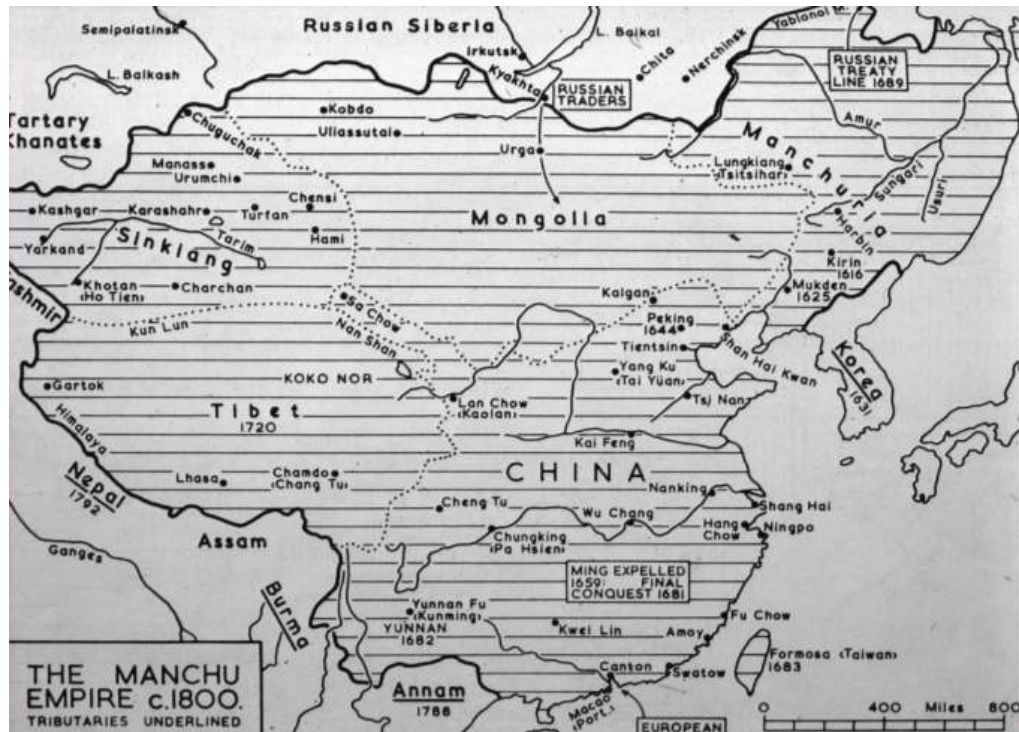 Semipalatinsk
Russian Siberia
L. Baikal
Yablonoi
Irkutsk
Kyakhta
Chita
Nerchinsk
RUSSIAN
TREATY
LINE 1689
L. Balkash
RUSSIAN
TRADERS
Tartary
Khanates
Chuguchak
Kobdo
Uliassutai
Urga
Amur
Manchuria
Lungkiang
(Tsitsihar)
Sungari
Usuri
Manass
Urumchi
Chensi
Kashgar
Karashahr
Turfan
Mongolia
Harbin
Yarkand
Sinkiang
Tarim
Hami
Kirin
1616
Khotan
(Ho Tien)
Charchan
Mukden
1625
Kalgan
Sa Chow
Kashmir
Kun Lun
Nan Shan
Peking
1644
Tientsin
Shan Hai Kwan
Korea
1631
Gartok
KOKO NOR
Yang Ku
(Tai Yüan)
Tsi Nan
Tibet
1720
Lan Chow
(Kaolan)
Himalaya
Kai Feng
Lhasa
Chamdo
(Chang Tu)
CHINA
Nepal
1792
Nanking
Shang Hai
Cheng Tu
Wu Chang
Hang
Chow
Ningpo
Assam
Chungking
(Pa Hsien)
Ganges
MING EXPELLED
1659: FINAL
CONQUEST 1681
Burma
Yunnan Fu
(Kunming)
YUNNAN
1682
Kwei Lin
Fu Chow
Amoy
Formosa (Taiwan)
1683
Canton
Swatow
Annam
1788
Macao
(Port.)
EUROPEAN
THE MANCHU
EMPIRE c.1800.
TRIBUTARIES UNDERLINED
0 400 Miles 800